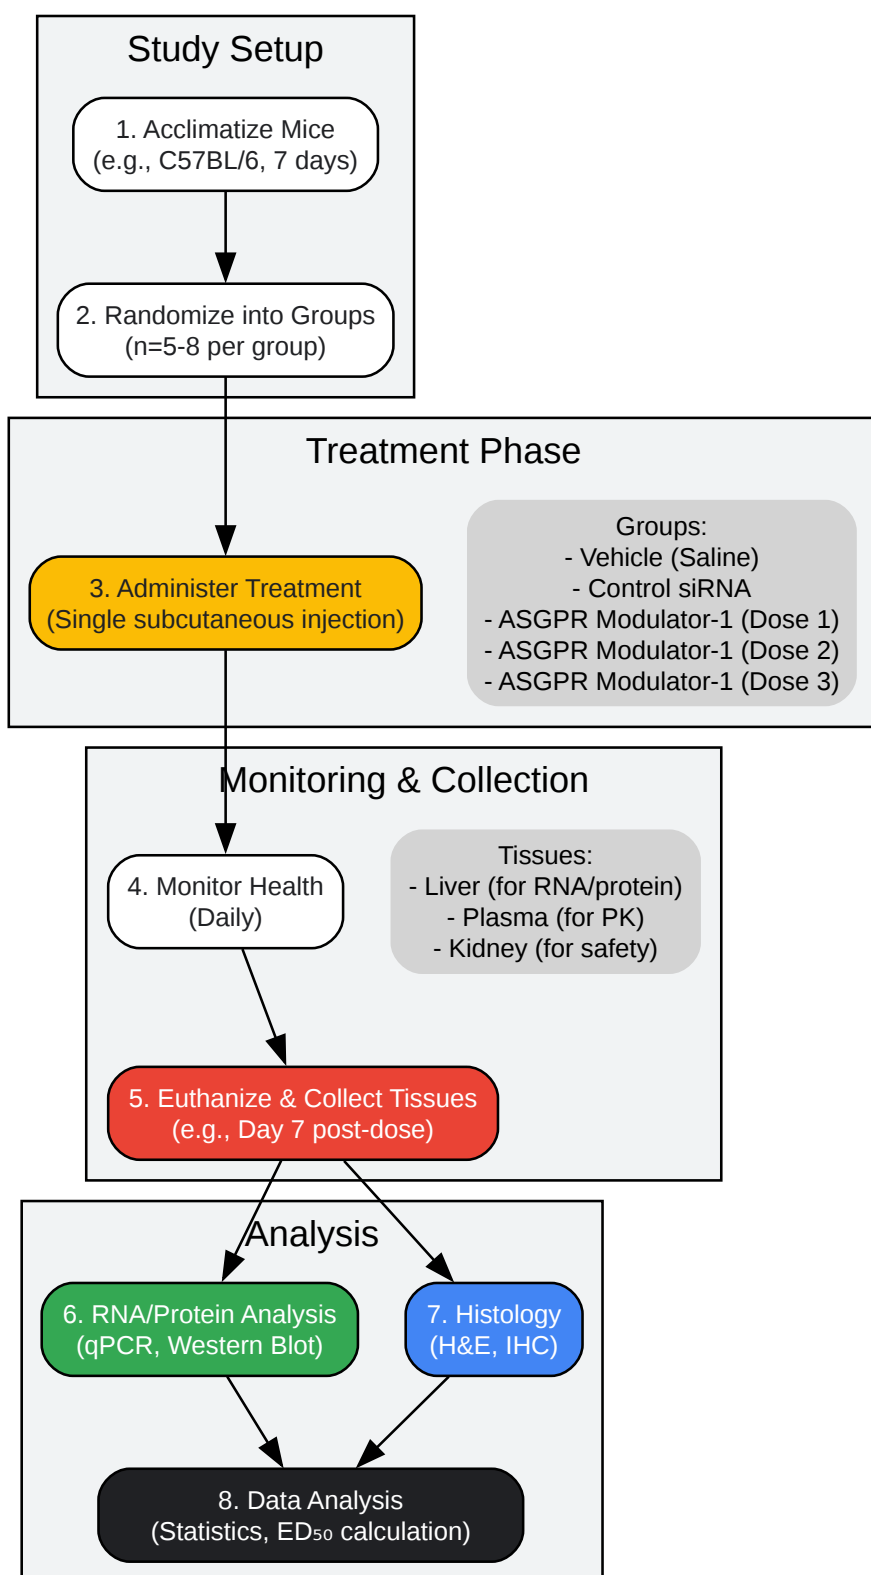 Study Setup
1. Acclimatize Mice
(e.g., C57BL/6, 7 days)
2. Randomize into Groups
(n=5-8 per group)
Treatment Phase
3. Administer Treatment
(Single subcutaneous injection)
Groups:
- Vehicle (Saline)
- Control siRNA
- ASGPR Modulator-1 (Dose 1)
- ASGPR Modulator-1 (Dose 2)
- ASGPR Modulator-1 (Dose 3)
Monitoring & Collection
4. Monitor Health
(Daily)
Tissues:
- Liver (for RNA/protein)
- Plasma (for PK)
- Kidney (for safety)
5. Euthanize & Collect Tissues
(e.g., Day 7 post-dose)
Analysis
6. RNA/Protein Analysis
(qPCR, Western Blot)
7. Histology
(H&E, IHC)
8. Data Analysis
(Statistics, ED₅₀ calculation)